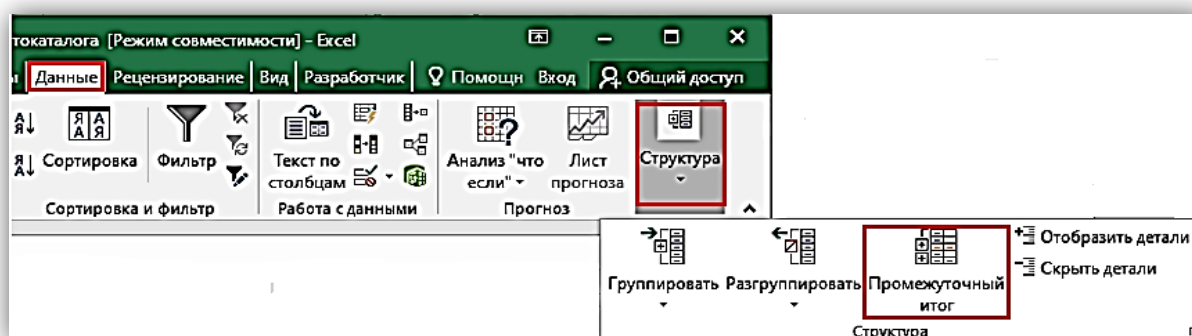 токаталога [Режим совместимости] - Excel
ы Данные Рецензирование Вид Разработчик Помощн Вход Общий доступ
А Я
Я А
Я А
А Я
Сортировка
Фильтр
Текст по
столбцам
Анализ "что
если"
Лист
прогноза
Структура
Сортировка и фильтр
Работа с данными
Прогноз
Группировать
Разгруппировать
Промежуточный
итог
Отобразить детали
Скрыть детали
Структура